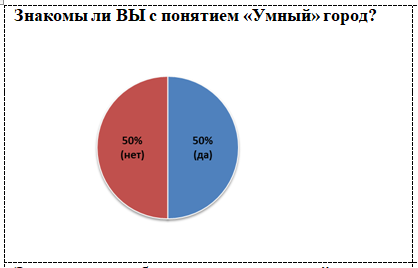 Знакомы ли ВЫ с понятием «Умный» город?
50% 50%
(нет) (да)